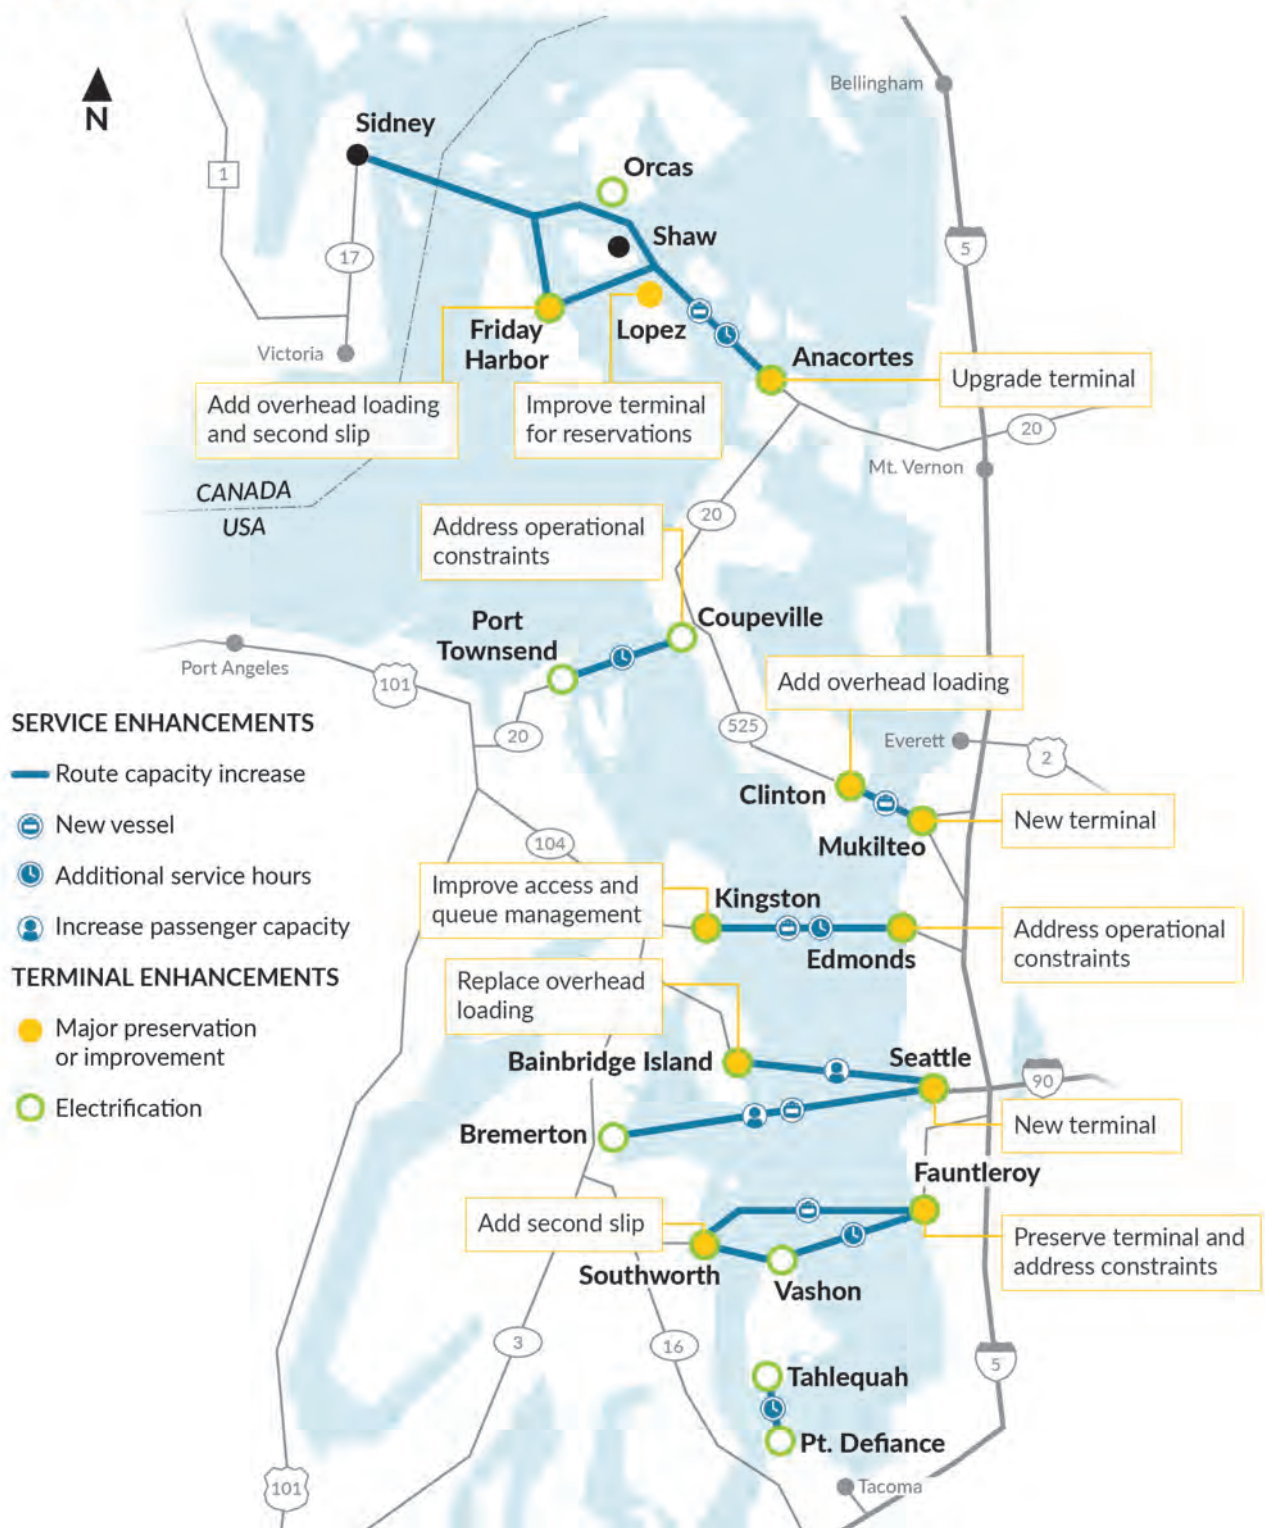 Bellingham
N
Sidney
1
Orcas
Shaw
5
17
Friday
Harbor
Lopez
Victoria
Anacortes
Upgrade terminal
Add overhead loading
and second slip
Improve terminal
for reservations
20
Mt. Vernon
CANADA
USA
20
Address operational
constraints
Port
Townsend
Coupeville
Port Angeles
101
Add overhead loading
SERVICE ENHANCEMENTS
20
525
Everett
2
Route capacity increase
Clinton
New vessel
New terminal
Mukilteo
104
Additional service hours
Improve access and
queue management
Kingston
Increase passenger capacity
Address operational
constraints
Edmonds
TERMINAL ENHANCEMENTS
Replace overhead
loading
Major preservation
or improvement
Bainbridge Island
Seattle
90
Electrification
New terminal
Bremerton
Fauntleroy
Add second slip
Preserve terminal and
address constraints
Southworth
Vashon
3
16
5
Tahlequah
Pt. Defiance
101
Tacoma